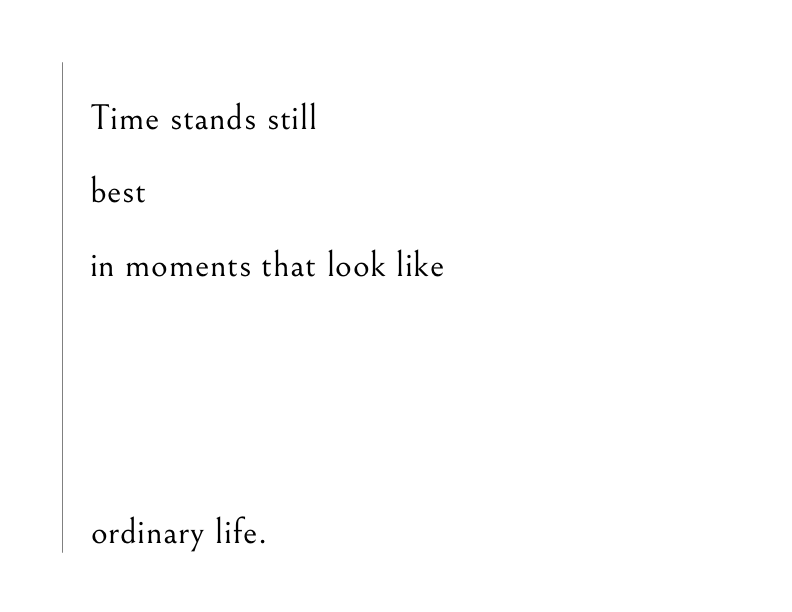 Time stands still
best
in moments that look like
ordinary life.